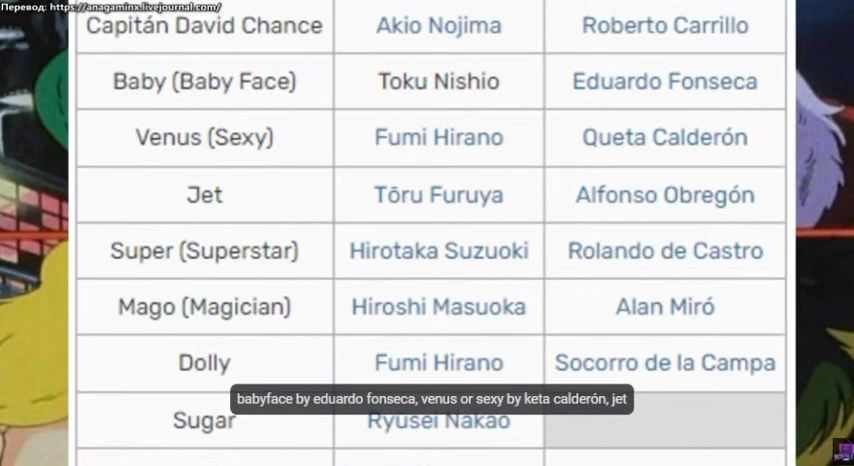 Перевод: https://anagaminx.livejournal.com/
Capitán David Chance Akio Nojima Roberto Carrillo
Baby (Baby Face) Toku Nishio Eduardo Fonseca
Venus (Sexy) Fumi Hirano Queta Calderón
Jet Tōru Furuya Alfonso Obregón
Super (Superstar) Hirotaka Suzuoki Rolando de Castro
Mago (Magician) Hiroshi Masuoka Alan Miró
Dolly Fumi Hirano Socorro de la Campa
babyface by eduardo fonseca, venus or sexy by keta calderón, jet
Sugar Ryūsei Nakao